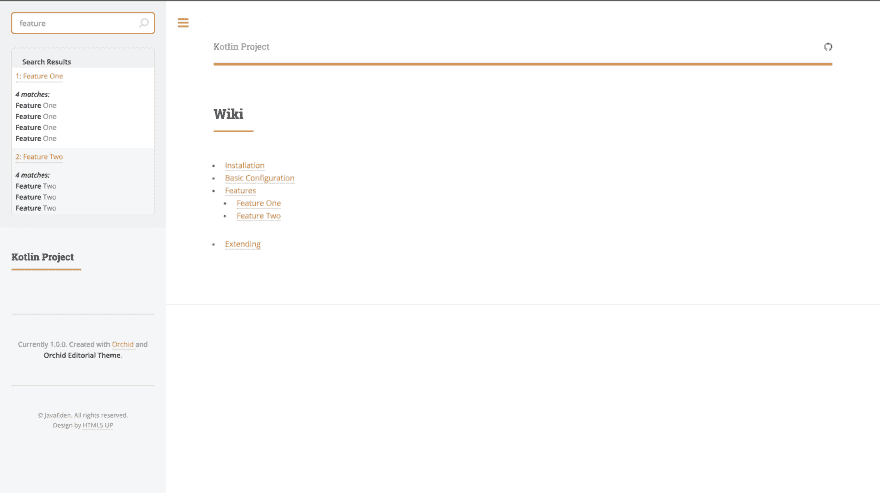 feature
Search Results
1: Feature One
4 matches:
Feature One
Feature One
Feature One
Feature One
2: Feature Two
4 matches:
Feature Two
Feature Two
Feature Two
Kotlin Project
Currently 1.0.0. Created with Orchid and
Orchid Editorial Theme.
© JavaEden. All rights reserved.
Design by HTML5 UP
Kotlin Project
Wiki
Installation
Basic Configuration
Features
Feature One
Feature Two
Extending